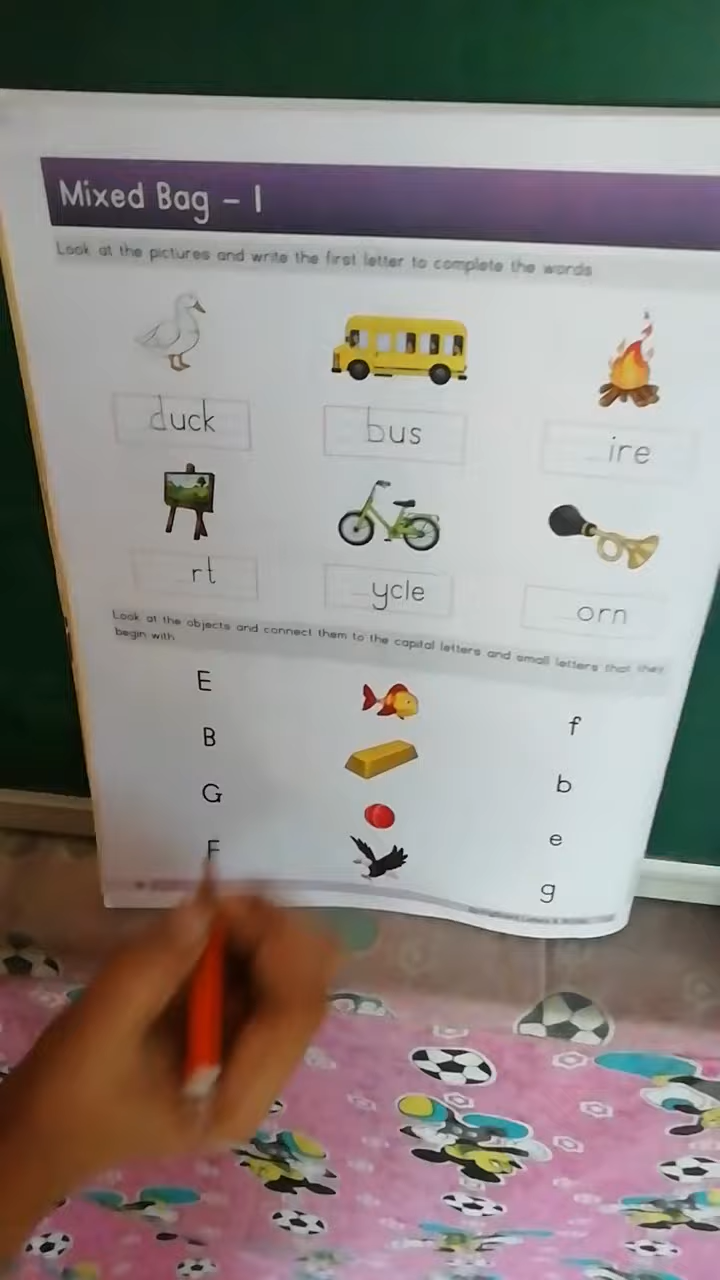 Mixed Bag - 1
Look at the pictures and write the first letter to complete the words
duck bus ire
rt ycle orn
Look at the objects and connect them to the capital letters and small letters that they
begin with
E f
B b
G e
F g